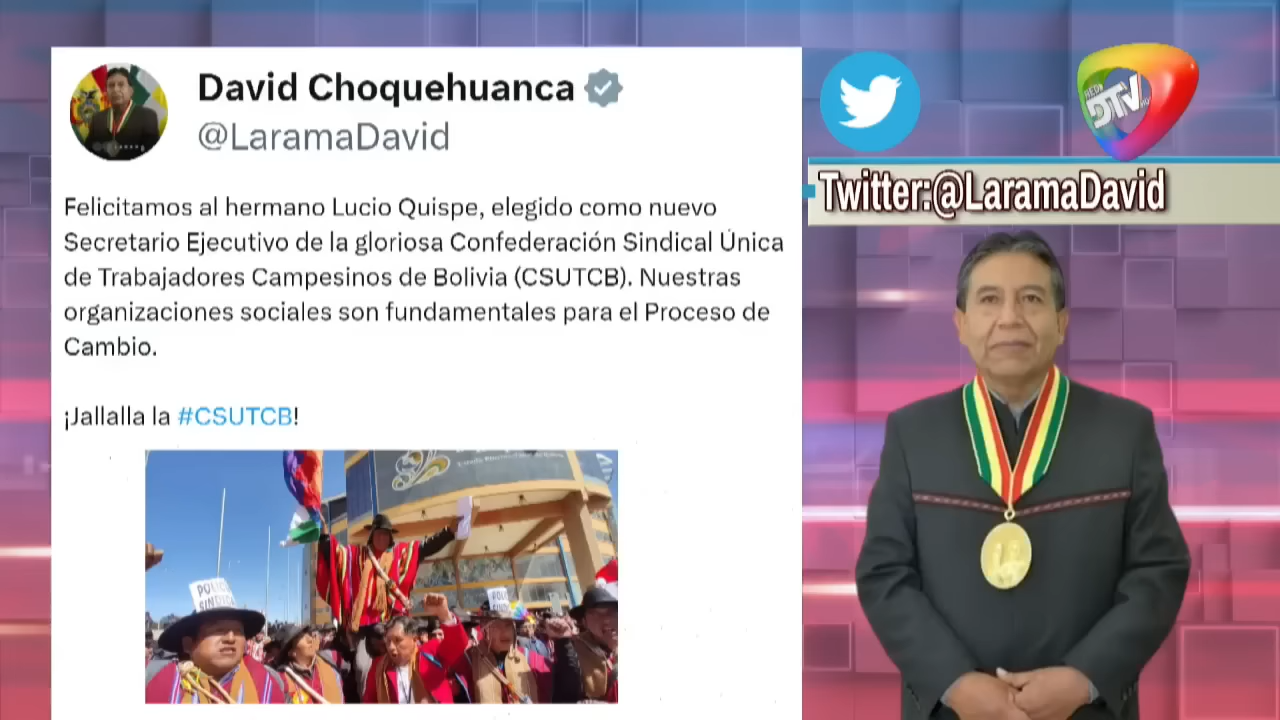 David Choquehuanca
@LaramaDavid
Felicitamos al hermano Lucio Quispe, elegido como nuevo
Secretario Ejecutivo de la gloriosa Confederación Sindical Única
de Trabajadores Campesinos de Bolivia (CSUTCB). Nuestras
organizaciones sociales son fundamentales para el Proceso de
Cambio.
¡Jallalla la #CSUTCB!
DTV
Twitter:@LaramaDavid